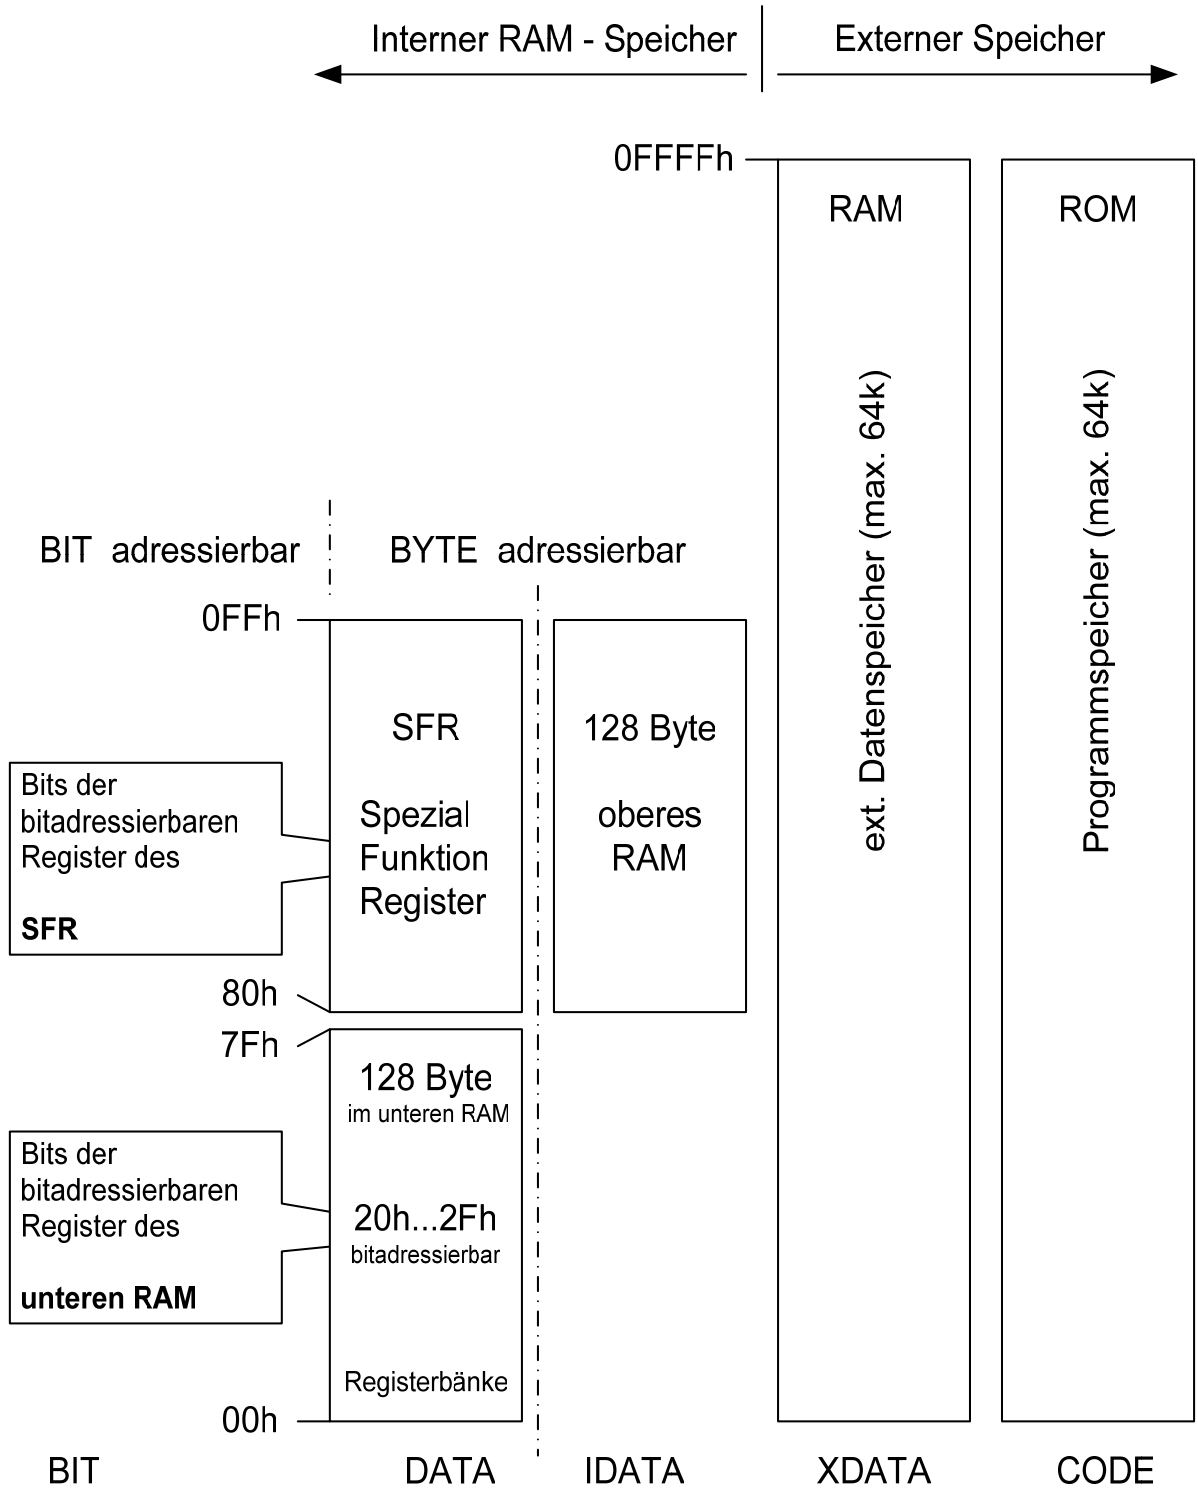 Interner RAM - Speicher
Externer Speicher
0FFFFh
RAM
ROM
ext. Datenspeicher (max. 64k)
Programmspeicher (max. 64k)
BIT adressierbar
BYTE adressierbar
0FFh
SFR
Spezial
Funktion
Register
128 Byte
oberes
RAM
Bits der
bitadressierbaren
Register des
SFR
80h
7Fh
128 Byte
im unteren RAM
Bits der
bitadressierbaren
Register des
unteren RAM
20h...2Fh
bitadressierbar
Registerbänke
00h
BIT
DATA
IDATA
XDATA
CODE